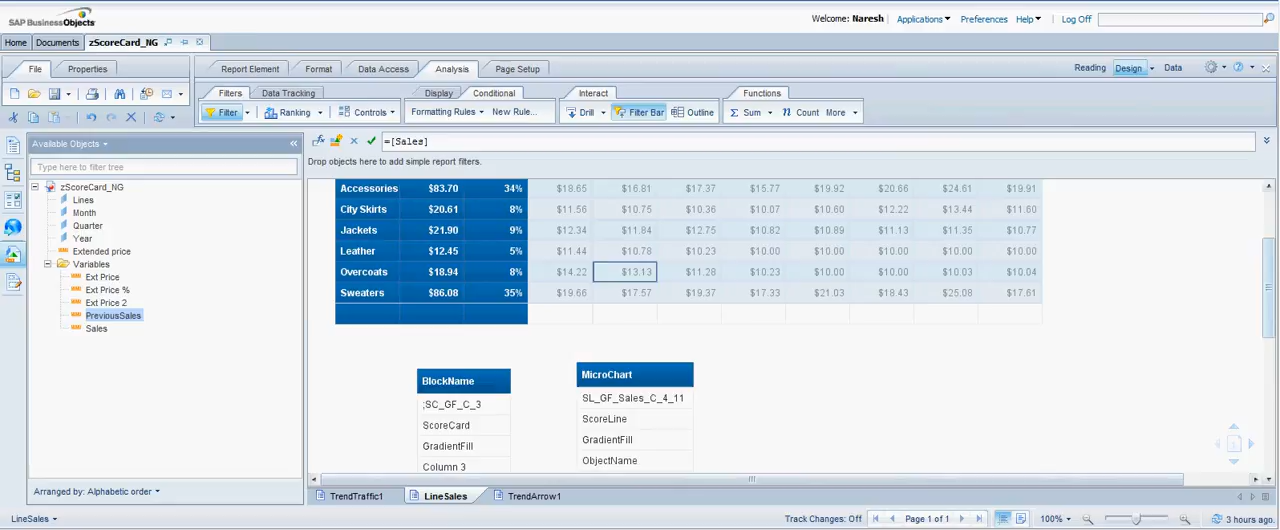 SAP BusinessObjects
Welcome: Naresh Applications Preferences Help Log Off
Home Documents zScoreCard_NG
File Properties Report Element Format Data Access Analysis Page Setup Reading Design Data
Filters Data Tracking Display Conditional Interact Functions
Filter Ranking Controls Formatting Rules New Rule... Drill Filter Bar Outline Sum Count More
Available Objects =[Sales]
Drop objects here to add simple report filters.
Type here to filter tree
zScoreCard_NG
Lines
Month
Quarter
Year
Extended price
Variables
Ext Price
Ext Price %
Ext Price 2
PreviousSales
Sales
Arranged by: Alphabetic order
Accessories $83.70 34% $18.65 $16.81 $17.37 $15.77 $19.92 $20.66 $24.61 $19.91
City Skirts $20.61 8% $11.56 $10.75 $10.36 $10.07 $10.60 $12.22 $13.44 $11.60
Jackets $21.90 9% $12.34 $11.84 $12.75 $10.82 $10.89 $11.13 $11.35 $10.77
Leather $12.45 5% $11.44 $10.78 $10.23 $10.00 $10.00 $10.00 $10.00 $10.00
Overcoats $18.94 8% $14.22 $13.13 $11.28 $10.23 $10.00 $10.00 $10.03 $10.04
Sweaters $86.08 35% $19.66 $17.57 $19.37 $17.33 $21.03 $18.43 $25.08 $17.61
BlockName
;SC_GF_C_3
ScoreCard
GradientFill
Column 3
MicroChart
SL_GF_Sales_C_4_11
ScoreLine
GradientFill
ObjectName
TrendTraffic1 LineSales TrendArrow1
LineSales Track Changes: Off Page 1 of 1 100% 3 hours ago